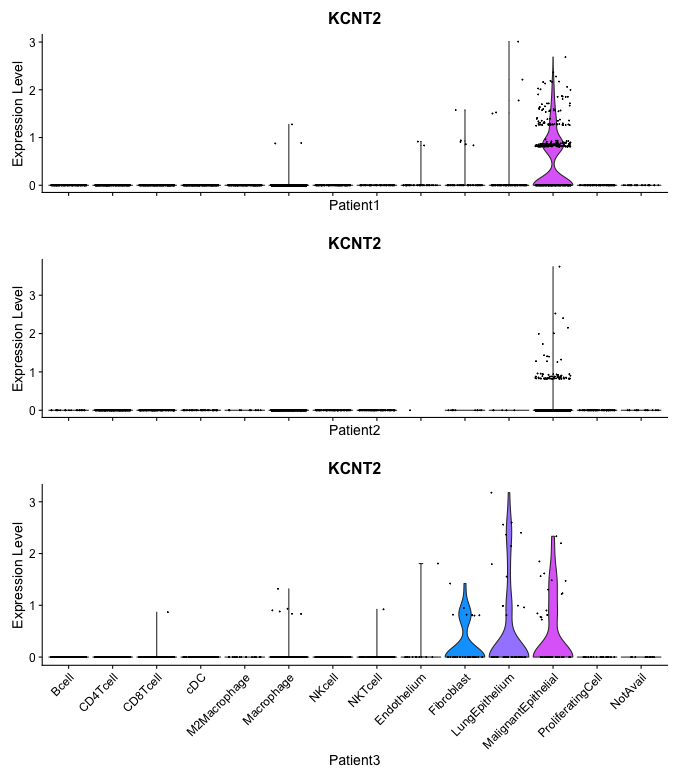 KCNT2
Expression Level
3
2
1
0
Patient1
KCNT2
Expression Level
3
2
1
0
Patient2
KCNT2
Expression Level
3
2
1
0
Bcell
CD4Tcell
CD8Tcell
cDC
M2Macrophage
Macrophage
NKcell
NKTcell
Endothelium
Fibroblast
LungEpithelium
MalignantEpithelial
ProliferatingCell
NotAvail
Patient3